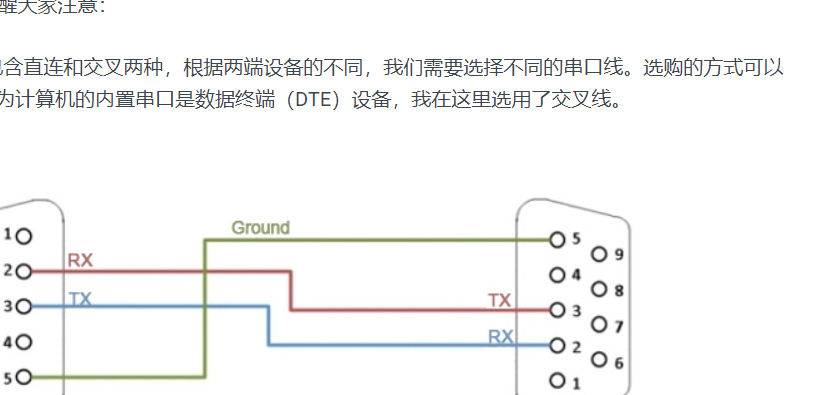 醒大家注意：
包含直连和交叉两种，根据两端设备的不同，我们需要选择不同的串口线。选购的方式可以
为计算机的内置串口是数据终端（DTE）设备，我在这里选用了交叉线。
Ground
1
5
9
2
RX
4
8
3
TX
TX
3
7
4
RX
2
6
5
1